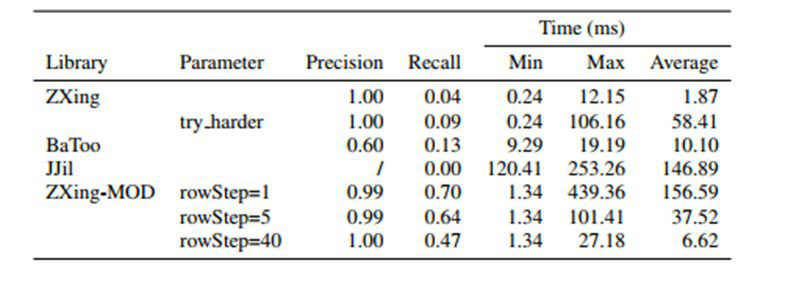 Time (ms)
Library Parameter Precision Recall Min Max Average
ZXing 1.00 0.04 0.24 12.15 1.87
try_harder 1.00 0.09 0.24 106.16 58.41
BaToo 0.60 0.13 9.29 19.19 10.10
JJil / 0.00 120.41 253.26 146.89
ZXing-MOD rowStep=1 0.99 0.70 1.34 439.36 156.59
rowStep=5 0.99 0.64 1.34 101.41 37.52
rowStep=40 1.00 0.47 1.34 27.18 6.62